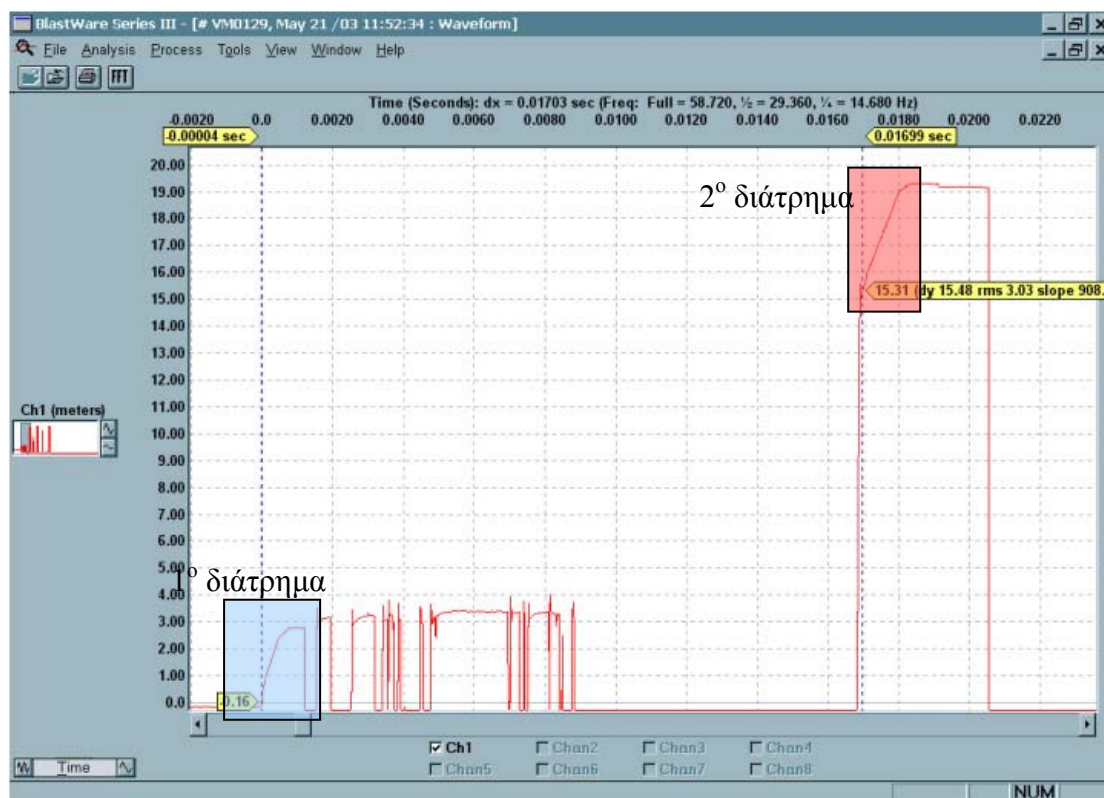 BlastWare Series III - [# VM0129, May 21 /03 11:52:34 : Waveform]
File Analysis Process Tools View Window Help
Time (Seconds): dx = 0.01703 sec (Freq: Full = 58.720, ½ = 29.360, ¼ = 14.680 Hz)
-0.0020 0.0 0.0020 0.0040 0.0060 0.0080 0.0100 0.0120 0.0140 0.0160 0.0180 0.0200 0.0220
-0.00004 sec 0.01699 sec
20.00
19.00
2ο διάτρημα
18.00
17.00
16.00
15.00
15.31 (dy 15.48 rms 3.03 slope 908.
14.00
13.00
12.00
11.00
Ch1 (meters)
10.00
9.00
8.00
7.00
6.00
5.00
1ο διάτρημα
4.00
3.00
2.00
1.00
0.0
-0.16
Ch1 Chan2 Chan3 Chan4
Chan5 Chan6 Chan7 Chan8
Time
NUM